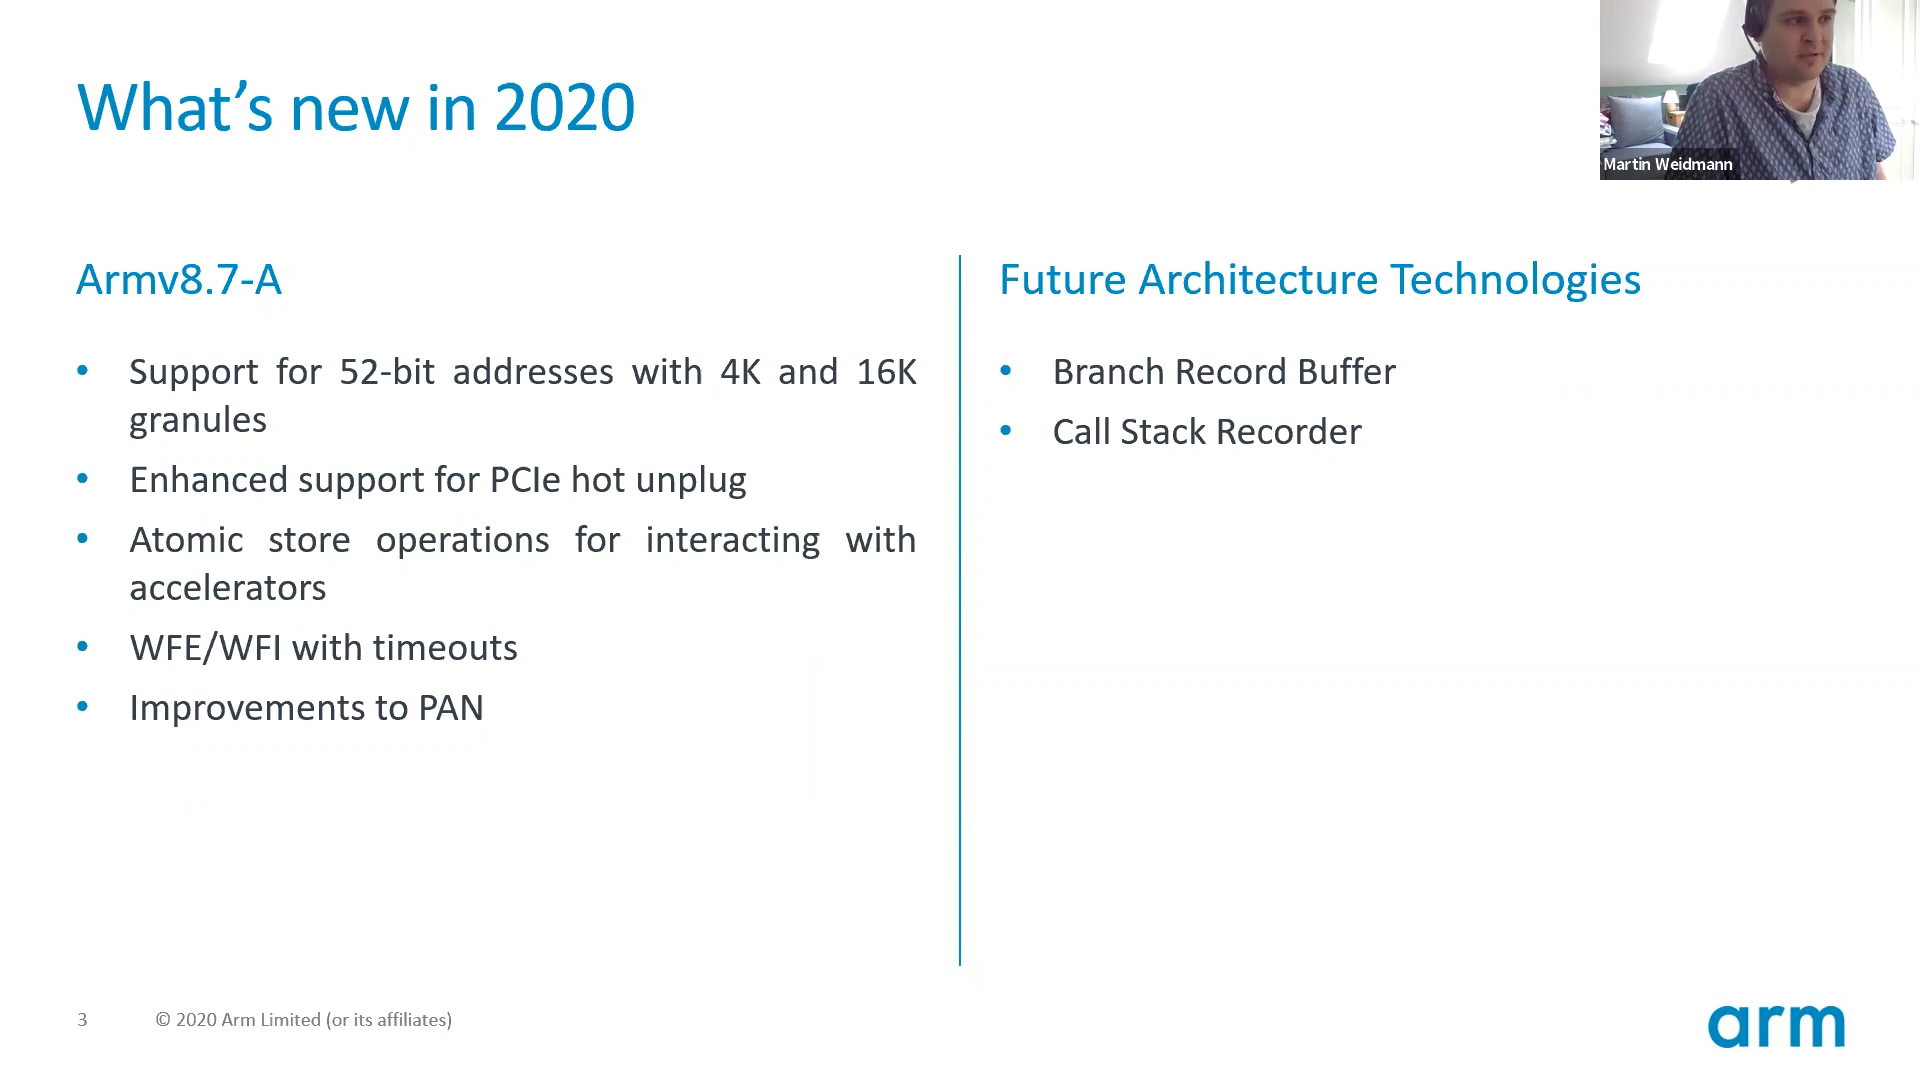 What's new in 2020
Martin Weidmann
Armv8.7-A
• Support for 52-bit addresses with 4K and 16K
granules
• Enhanced support for PCIe hot unplug
• Atomic store operations for interacting with
accelerators
• WFE/WFI with timeouts
• Improvements to PAN
Future Architecture Technologies
• Branch Record Buffer
• Call Stack Recorder
3
© 2020 Arm Limited (or its affiliates)
arm